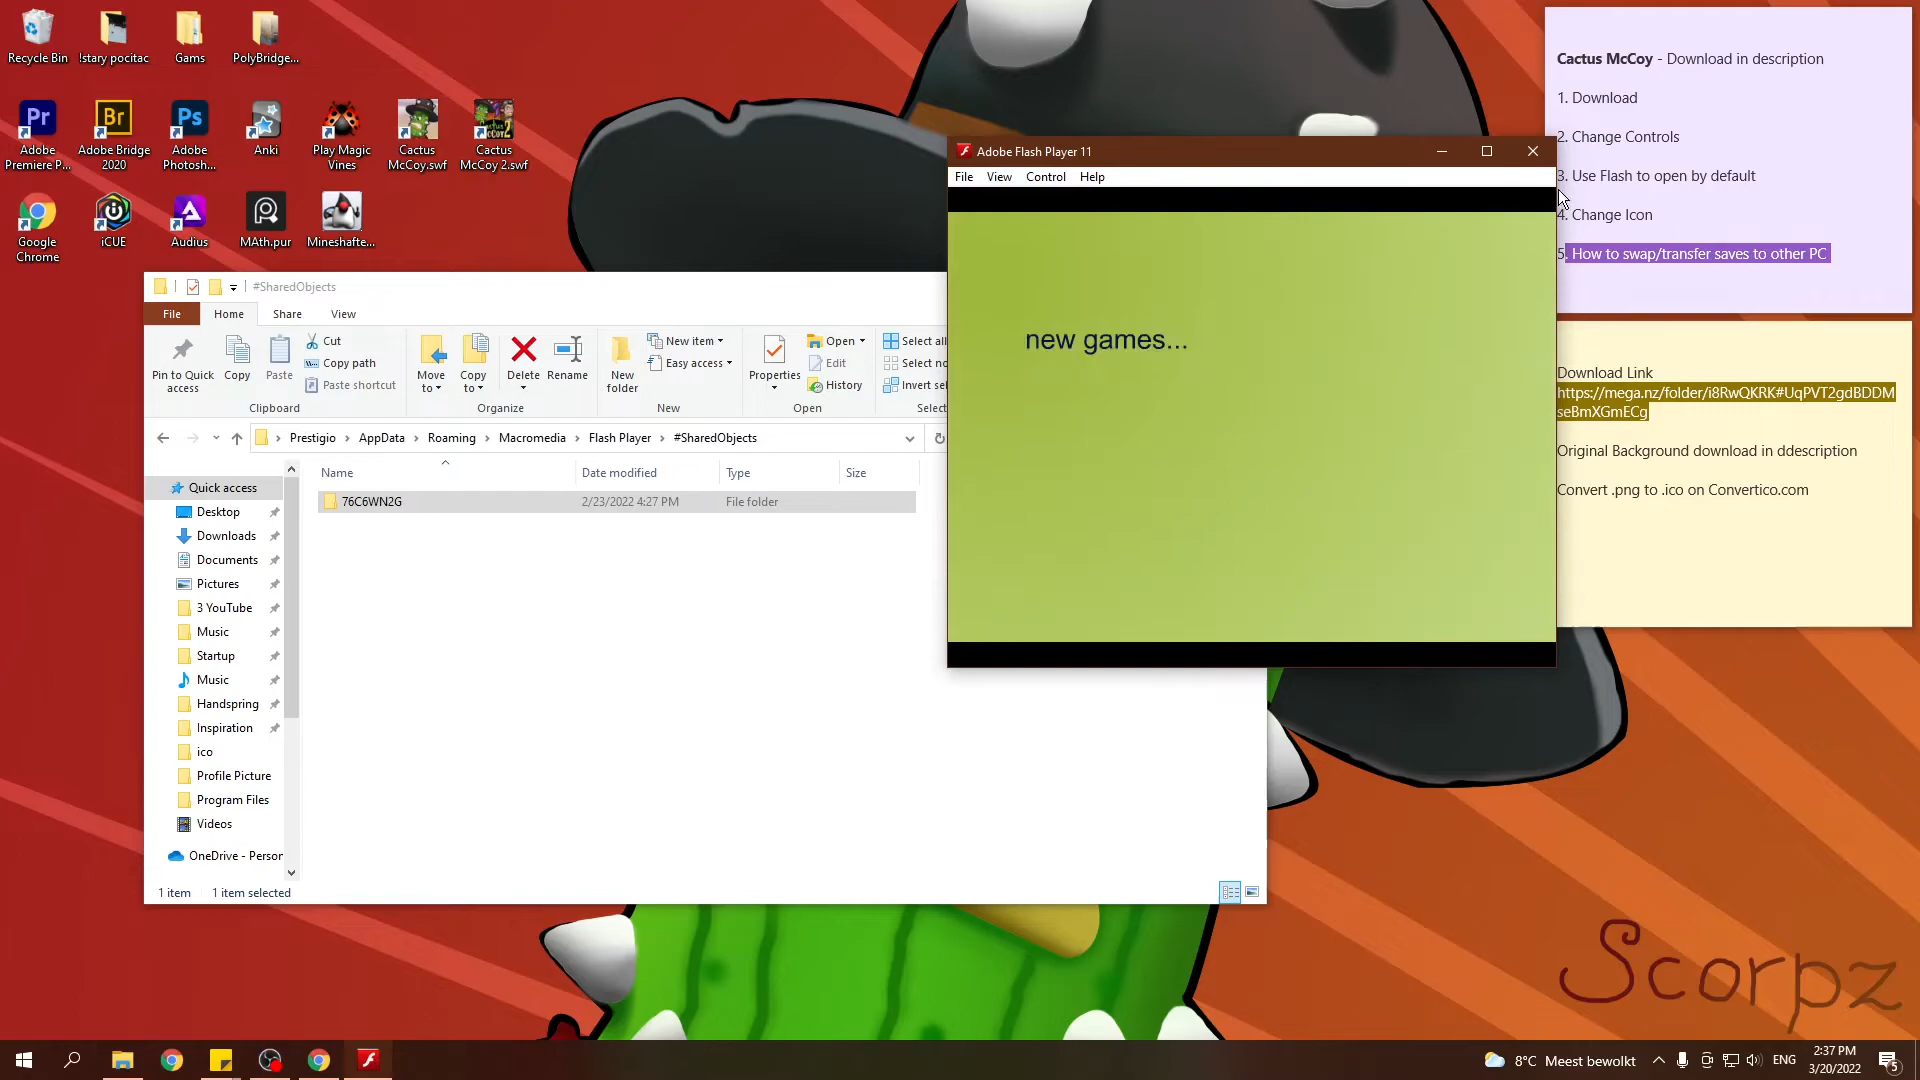 Recycle Bin
!stary pocitac
Gams
PolyBridge...
Adobe Premiere P...
Adobe Bridge 2020
Adobe Photosh...
Anki
Play Magic Vines
Cactus McCoy.swf
Cactus McCoy 2.swf
Google Chrome
iCUE
Audius
MAth.pur
Mineshafte...
#SharedObjects
File
Home
Share
View
Pin to Quick access
Copy
Paste
Cut
Copy path
Paste shortcut
Clipboard
Move to
Copy to
Delete
Rename
Organize
New folder
New item
Easy access
New
Properties
Open
Edit
History
Open
Select all
Select no
Invert sel
Select
Prestigio
AppData
Roaming
Macromedia
Flash Player
#SharedObjects
Name
Date modified
Type
Size
76C6WN2G
2/23/2022 4:27 PM
File folder
Quick access
Desktop
Downloads
Documents
Pictures
3 YouTube
Music
Startup
Music
Handspring
Inspiration
ico
Profile Picture
Program Files
Videos
OneDrive - Person
1 item
1 item selected
Adobe Flash Player 11
File
View
Control
Help
new games...
Cactus McCoy - Download in description
1. Download
2. Change Controls
3. Use Flash to open by default
4. Change Icon
5. How to swap/transfer saves to other PC
Download Link
https://mega.nz/folder/i8RwQKRK#UqPVT2gdBDDM
seBmXGmECg
Original Background download in ddescription
Convert .png to .ico on Convertico.com
Scorpz
8°C Meest bewolkt
ENG
2:37 PM
3/20/2022
5